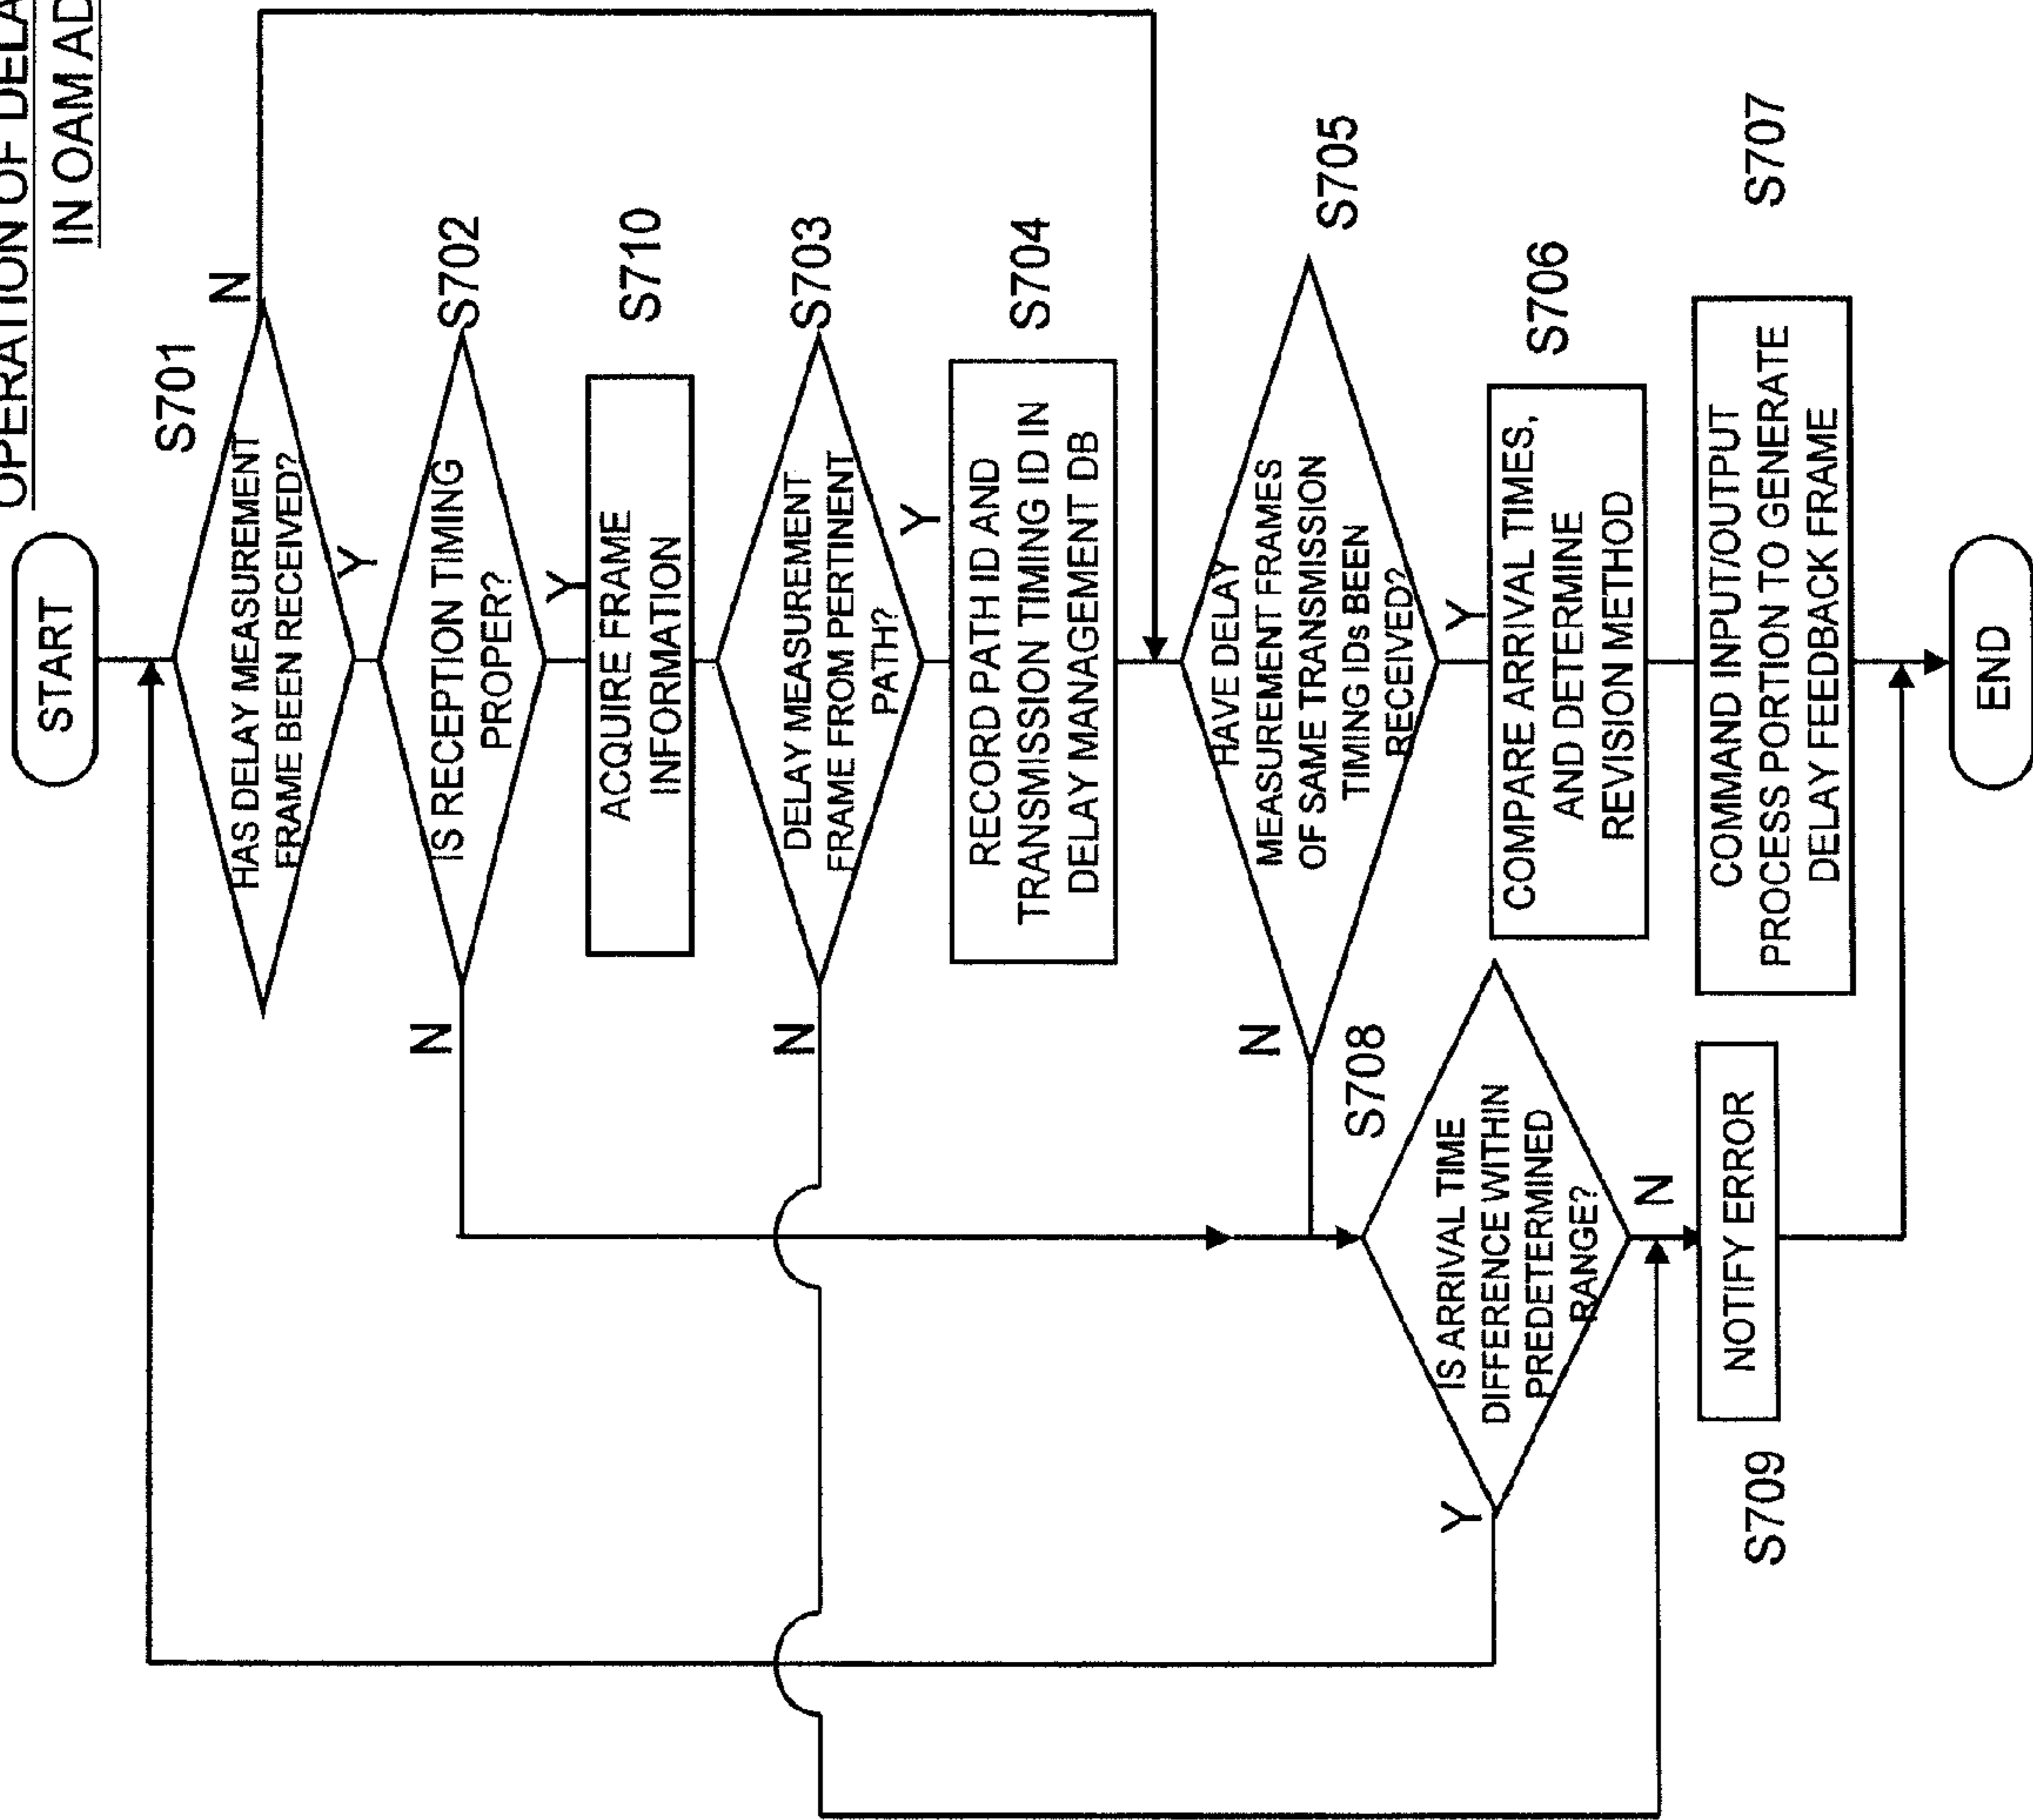 OPERATION OF DELA
IN OAM AD
START
HAS DELAY MEASUREMENT
FRAME BEEN RECEIVED?
S701
N
Y
IS RECEPTION TIMING
PROPER?
S702
N
Y
ACQUIRE FRAME
INFORMATION
S710
DELAY MEASUREMENT
FRAME FROM PERTINENT
PATH?
S703
N
Y
RECORD PATH ID AND
TRANSMISSION TIMING ID IN
DELAY MANAGEMENT DB
S704
HAVE DELAY
MEASUREMENT FRAMES
OF SAME TRANSMISSION
TIMING IDs BEEN
RECEIVED?
S705
N
Y
COMPARE ARRIVAL TIMES,
AND DETERMINE
REVISION METHOD
S706
COMMAND INPUT/OUTPUT
PROCESS PORTION TO GENERATE
DELAY FEEDBACK FRAME
S707
S708
IS ARRIVAL TIME
DIFFERENCE WITHIN
PREDETERMINED
RANGE?
Y
N
NOTIFY ERROR
S709
END